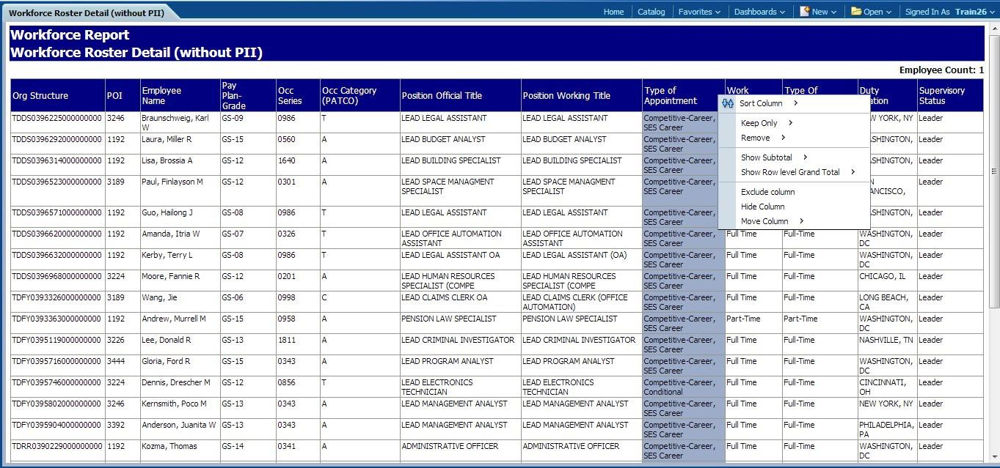 Workforce Roster Detail (without PII) Home Catalog Favorites Dashboards New Open Signed In As Train26
Workforce Report
Workforce Roster Detail (without PII)
Employee Count: 1
Org Structure POI Employee Name Pay Plan-Grade Occ Series Occ Category (PATCO) Position Official Title Position Working Title Type of Appointment Work Type Of Duty ation Supervisory Status
TDDS0396225000000000 3246 Braunschweig, Karl W GS-09 0986 T LEAD LEGAL ASSISTANT LEAD LEGAL ASSISTANT Competitive-Career, SES Career W YORK, NY Leader
TDDS0396292000000000 1192 Laura, Miller R GS-15 0560 A LEAD BUDGET ANALYST LEAD BUDGET ANALYST Competitive-Career, SES Career SHINGTON, Leader
TDDS0396314000000000 1192 Lisa, Brossia A GS-12 1640 A LEAD BUILDING SPECIALIST LEAD BUILDING SPECIALIST Competitive-Career, SES Career SHINGTON, Leader
TDDS0396523000000000 3189 Paul, Finlayson M GS-12 0301 A LEAD SPACE MANAGMENT SPECIALIST LEAD SPACE MANAGMENT SPECIALIST Competitive-Career, SES Career N ANCISCO, Leader
TDDS0396571000000000 1192 Guo, Hailong J GS-08 0986 T LEAD LEGAL ASSISTANT LEAD LEGAL ASSISTANT Competitive-Career, SES Career SHINGTON, Leader
TDDS0396620000000000 1192 Amanda, Itria W GS-07 0326 T LEAD OFFICE AUTOMATION ASSISTANT LEAD OFFICE AUTOMATION ASSISTANT Competitive-Career, SES Career Full Time Full-Time WASHINGTON, DC Leader
TDDS0396632000000000 1192 Kerby, Terry L GS-08 0986 T LEAD LEGAL ASSISTANT OA LEAD LEGAL ASSISTANT (OA) Competitive-Career, SES Career Full Time Full-Time WASHINGTON, DC Leader
TDDS0396968000000000 3224 Moore, Fannie R GS-12 0201 A LEAD HUMAN RESOURCES SPECIALIST (COMPE LEAD HUMAN RESOURCES SPECIALIST (COMPE Competitive-Career, SES Career Full Time Full-Time CHICAGO, IL Leader
TDFY0393326000000000 3189 Wang, Jie GS-06 0998 C LEAD CLAIMS CLERK OA LEAD CLAIMS CLERK (OFFICE AUTOMATION) Competitive-Career, SES Career Full Time Full-Time LONG BEACH, CA Leader
TDFY0393363000000000 1192 Andrew, Murrell M GS-15 0958 A PENSION LAW SPECIALIST PENSION LAW SPECIALIST Competitive-Career, SES Career Part-Time Part-Time WASHINGTON, DC Leader
TDFY0395119000000000 3226 Lee, Donald R GS-13 1811 A LEAD CRIMINAL INVESTIGATOR LEAD CRIMINAL INVESTIGATOR Competitive-Career, SES Career Full Time Full-Time NASHVILLE, TN Leader
TDFY0395716000000000 3444 Gloria, Ford R GS-15 0343 A LEAD PROGRAM ANALYST LEAD PROGRAM ANALYST Competitive-Career, SES Career Full Time Full-Time WASHINGTON, DC Leader
TDFY0395746000000000 3224 Dennis, Drescher M GS-12 0856 T LEAD ELECTRONICS TECHNICIAN LEAD ELECTRONICS TECHNICIAN Competitive-Career, Conditional Full Time Full-Time CINCINNATI, OH Leader
TDFY0395802000000000 3246 Kernsmith, Poco M GS-13 0343 A LEAD MANAGEMENT ANALYST LEAD MANAGEMENT ANALYST Competitive-Career, SES Career Full Time Full-Time NEW YORK, NY Leader
TDFY0395904000000000 3392 Anderson, Juanita W GS-13 0343 A LEAD MANAGEMENT ANALYST LEAD MANAGEMENT ANALYST Competitive-Career, SES Career Full Time Full-Time PHILADELPHIA, PA Leader
TDRR0390229000000000 1192 Kozma, Thomas GS-14 0341 A ADMINISTRATIVE OFFICER ADMINISTRATIVE OFFICER Competitive-Career, SES Career Full Time Full-Time WASHINGTON, DC Leader
Sort Column
Keep Only
Remove
Show Subtotal
Show Row level Grand Total
Exclude column
Hide Column
Move Column